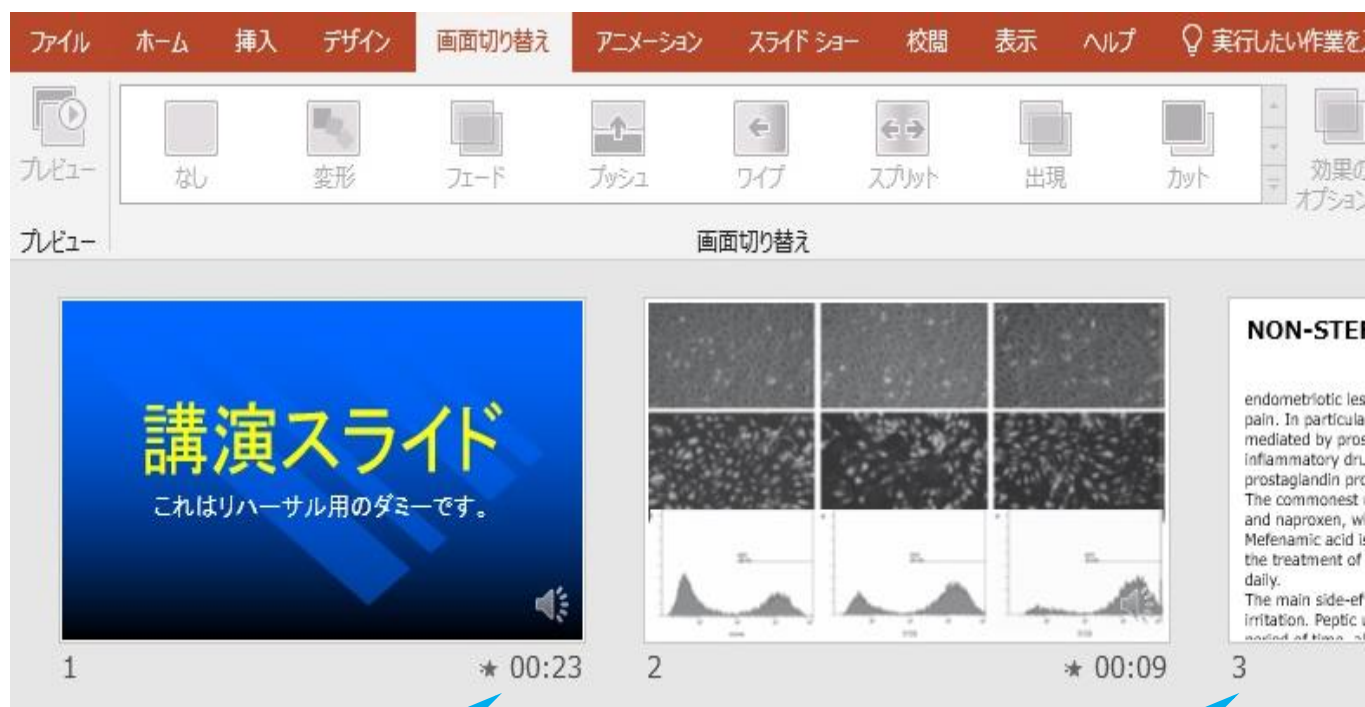 ファイル ホーム 挿入 デザイン 画面切り替え アニメーション スライド ショー 校閲 表示 ヘルプ 実行したい作業を
プレビュー なし 変形 フェード プッシュ ワイプ スプリット 出現 カット 効果の
オプション
プレビュー 画面切り替え
講演スライド
これはリハーサル用のダミーです。
NON-STE
endometriotic les
pain. In particula
mediated by pros
inflammatory dru
prostaglandin pro
The commonest
and naproxen, w
Mefenamic acid is
the treatment of
daily.
The main side-ef
irritation. Peptic u
period of time, a
1 00:23 2 00:09 3